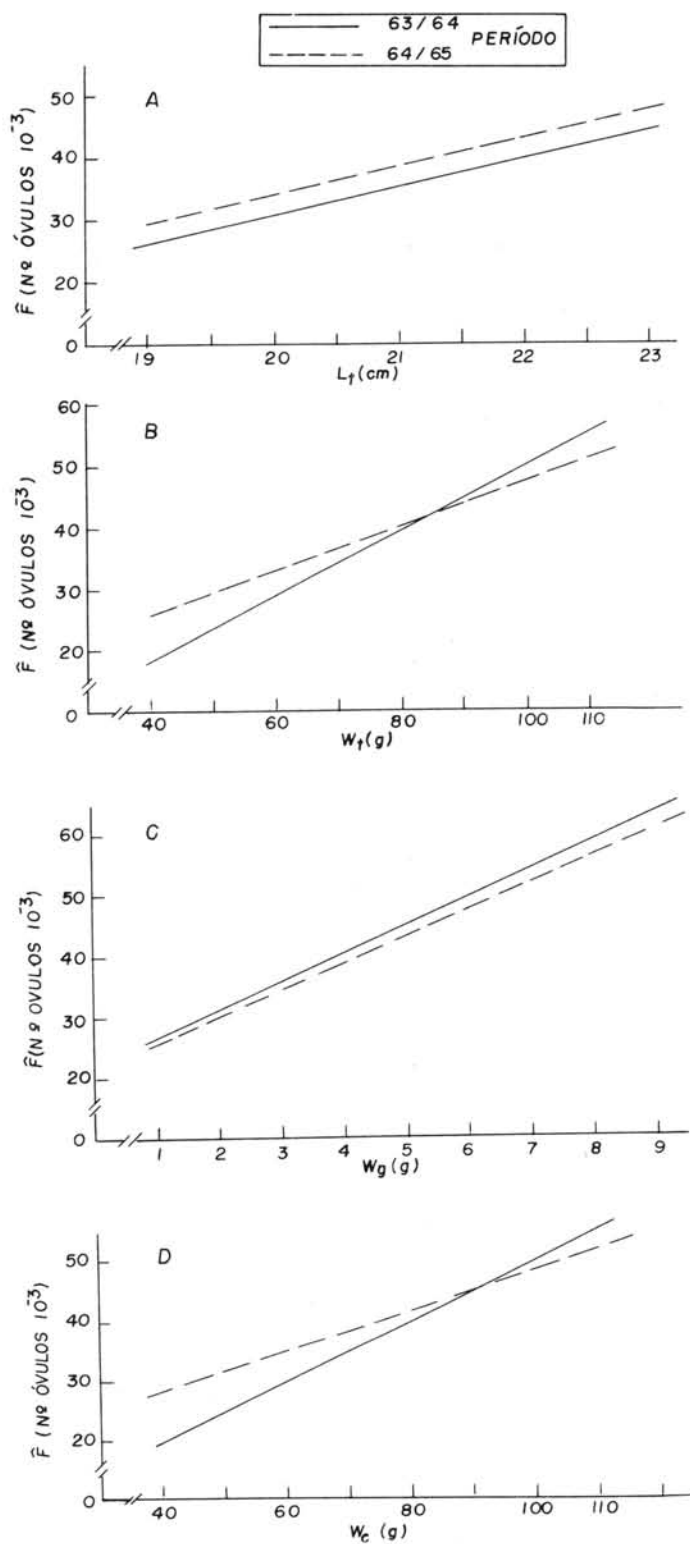 63/64
PERÍODO
64/65
A
50
40
30
20
0
F̂ (Nº ÓVULOS 10⁻³)
19 20 21 22 23
Lt (cm)
B
60
50
40
30
20
0
F̂ (Nº ÓVULOS 10⁻³)
40 60 80 100 110
Wt (g)
C
60
50
40
30
20
0
F̂ (Nº OVULOS 10⁻³)
1 2 3 4 5 6 7 8 9
Wg (g)
D
50
40
30
20
0
F̂ (Nº ÓVULOS 10⁻³)
40 60 80 100 110
Wc (g)